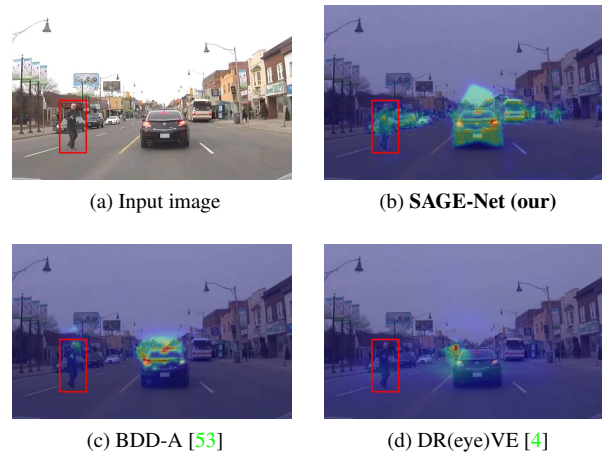 (a) Input image
(b) SAGE-Net (our)
(c) BDD-A [53]
(d) DR(eye)VE [4]